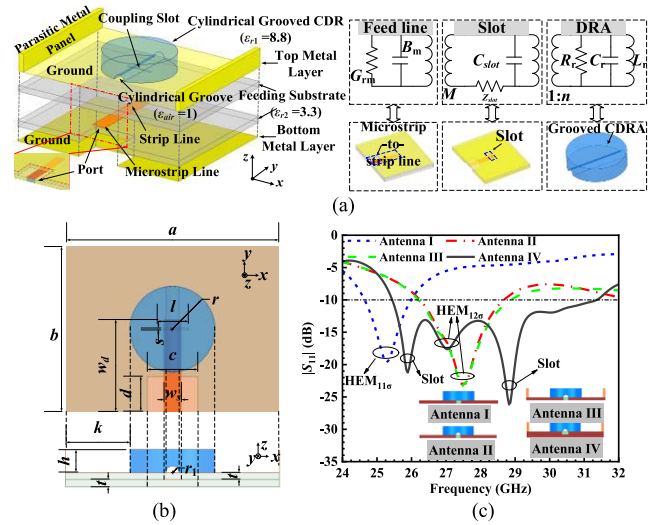 Parasitic Metal
Panel
Coupling Slot
Cylindrical Grooved CDR
(εr1=8.8)
Ground
Top Metal
Layer
Cylindrical Groove
(εair=1)
Feeding Substrate
(εr2=3.3)
Ground
Strip Line
Bottom
Metal Layer
Port
Microstrip Line
z
y
x
Feed line
Slot
DRA
Grm
Bm
Cslot
M
Zslot
Rr
Cr
Lr
1:n
Microstrip
to
strip line
Slot
Grooved CDRA
(a)
a
y
z
x
l
r
b
s
wd
c
d
ws
k
z
y
x
h
r1
t
t
(b)
Antenna I
Antenna II
Antenna III
Antenna IV
|S11| (dB)
5
0
-5
-10
-15
-20
-25
-30
-35
HEM12σ
HEM11σ
Slot
Slot
Antenna I
Antenna II
Antenna III
Antenna IV
24 25 26 27 28 29 30 31 32
Frequency (GHz)
(c)